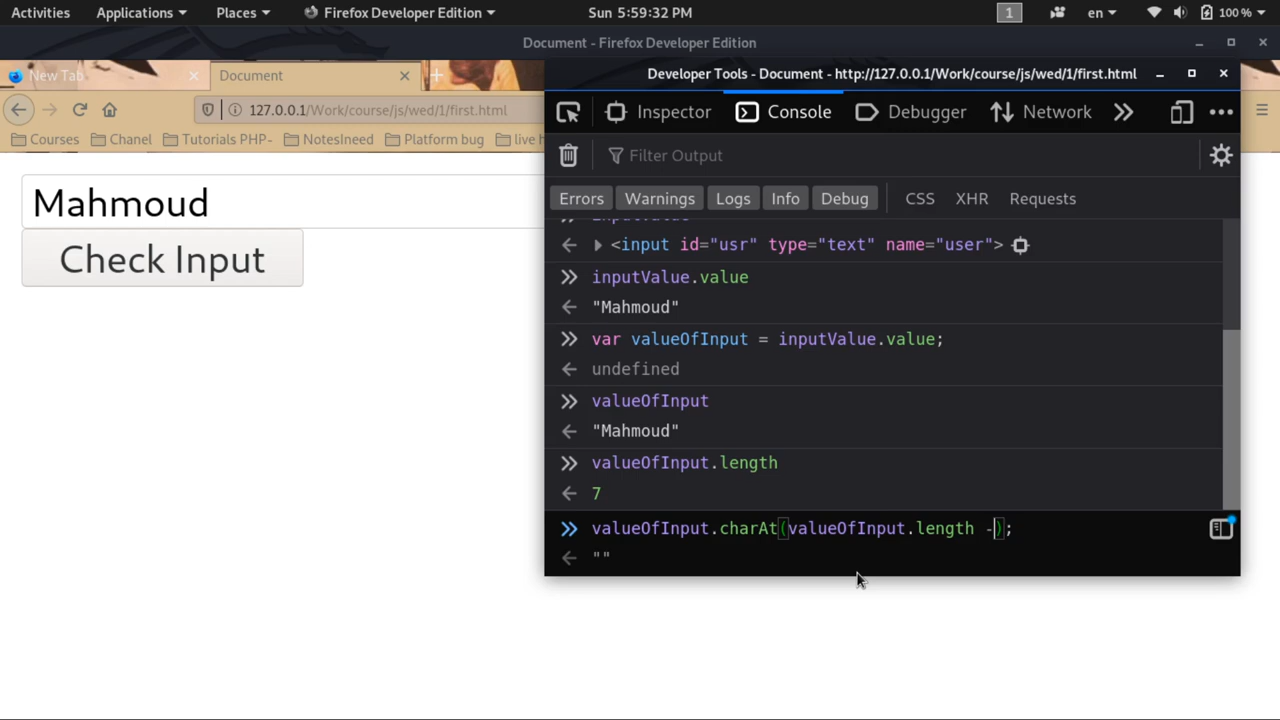 Activities Applications Places Firefox Developer Edition Sun 5:59:32 PM 1 en 100 %
Document - Firefox Developer Edition
New Tab Document
Developer Tools - Document - http://127.0.0.1/Work/course/js/wed/1/first.html
127.0.0.1/Work/course/js/wed/1/first.html
Inspector Console Debugger Network
Courses Chanel Tutorials PHP- NotesIneed Platform bug live h
Filter Output
Errors Warnings Logs Info Debug CSS XHR Requests
Mahmoud
Check Input
inputValue
<input id="usr" type="text" name="user">
inputValue.value
"Mahmoud"
var valueOfInput = inputValue.value;
undefined
valueOfInput
"Mahmoud"
valueOfInput.length
7
valueOfInput.charAt(valueOfInput.length -);
""